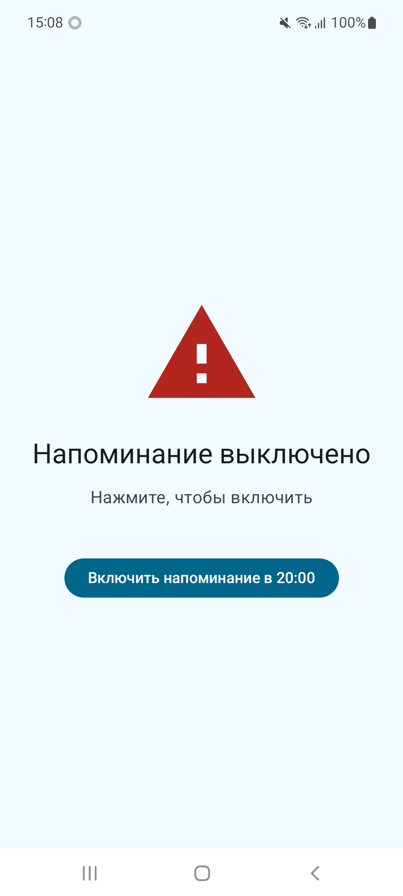 15:08
100%
Напоминание выключено
Нажмите, чтобы включить
Включить напоминание в 20:00